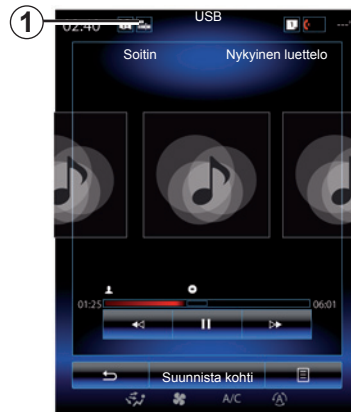 1
02:40 USB ---°
Soitin Nykyinen luettelo
01:25 06:01
Suunnista kohti
A/C